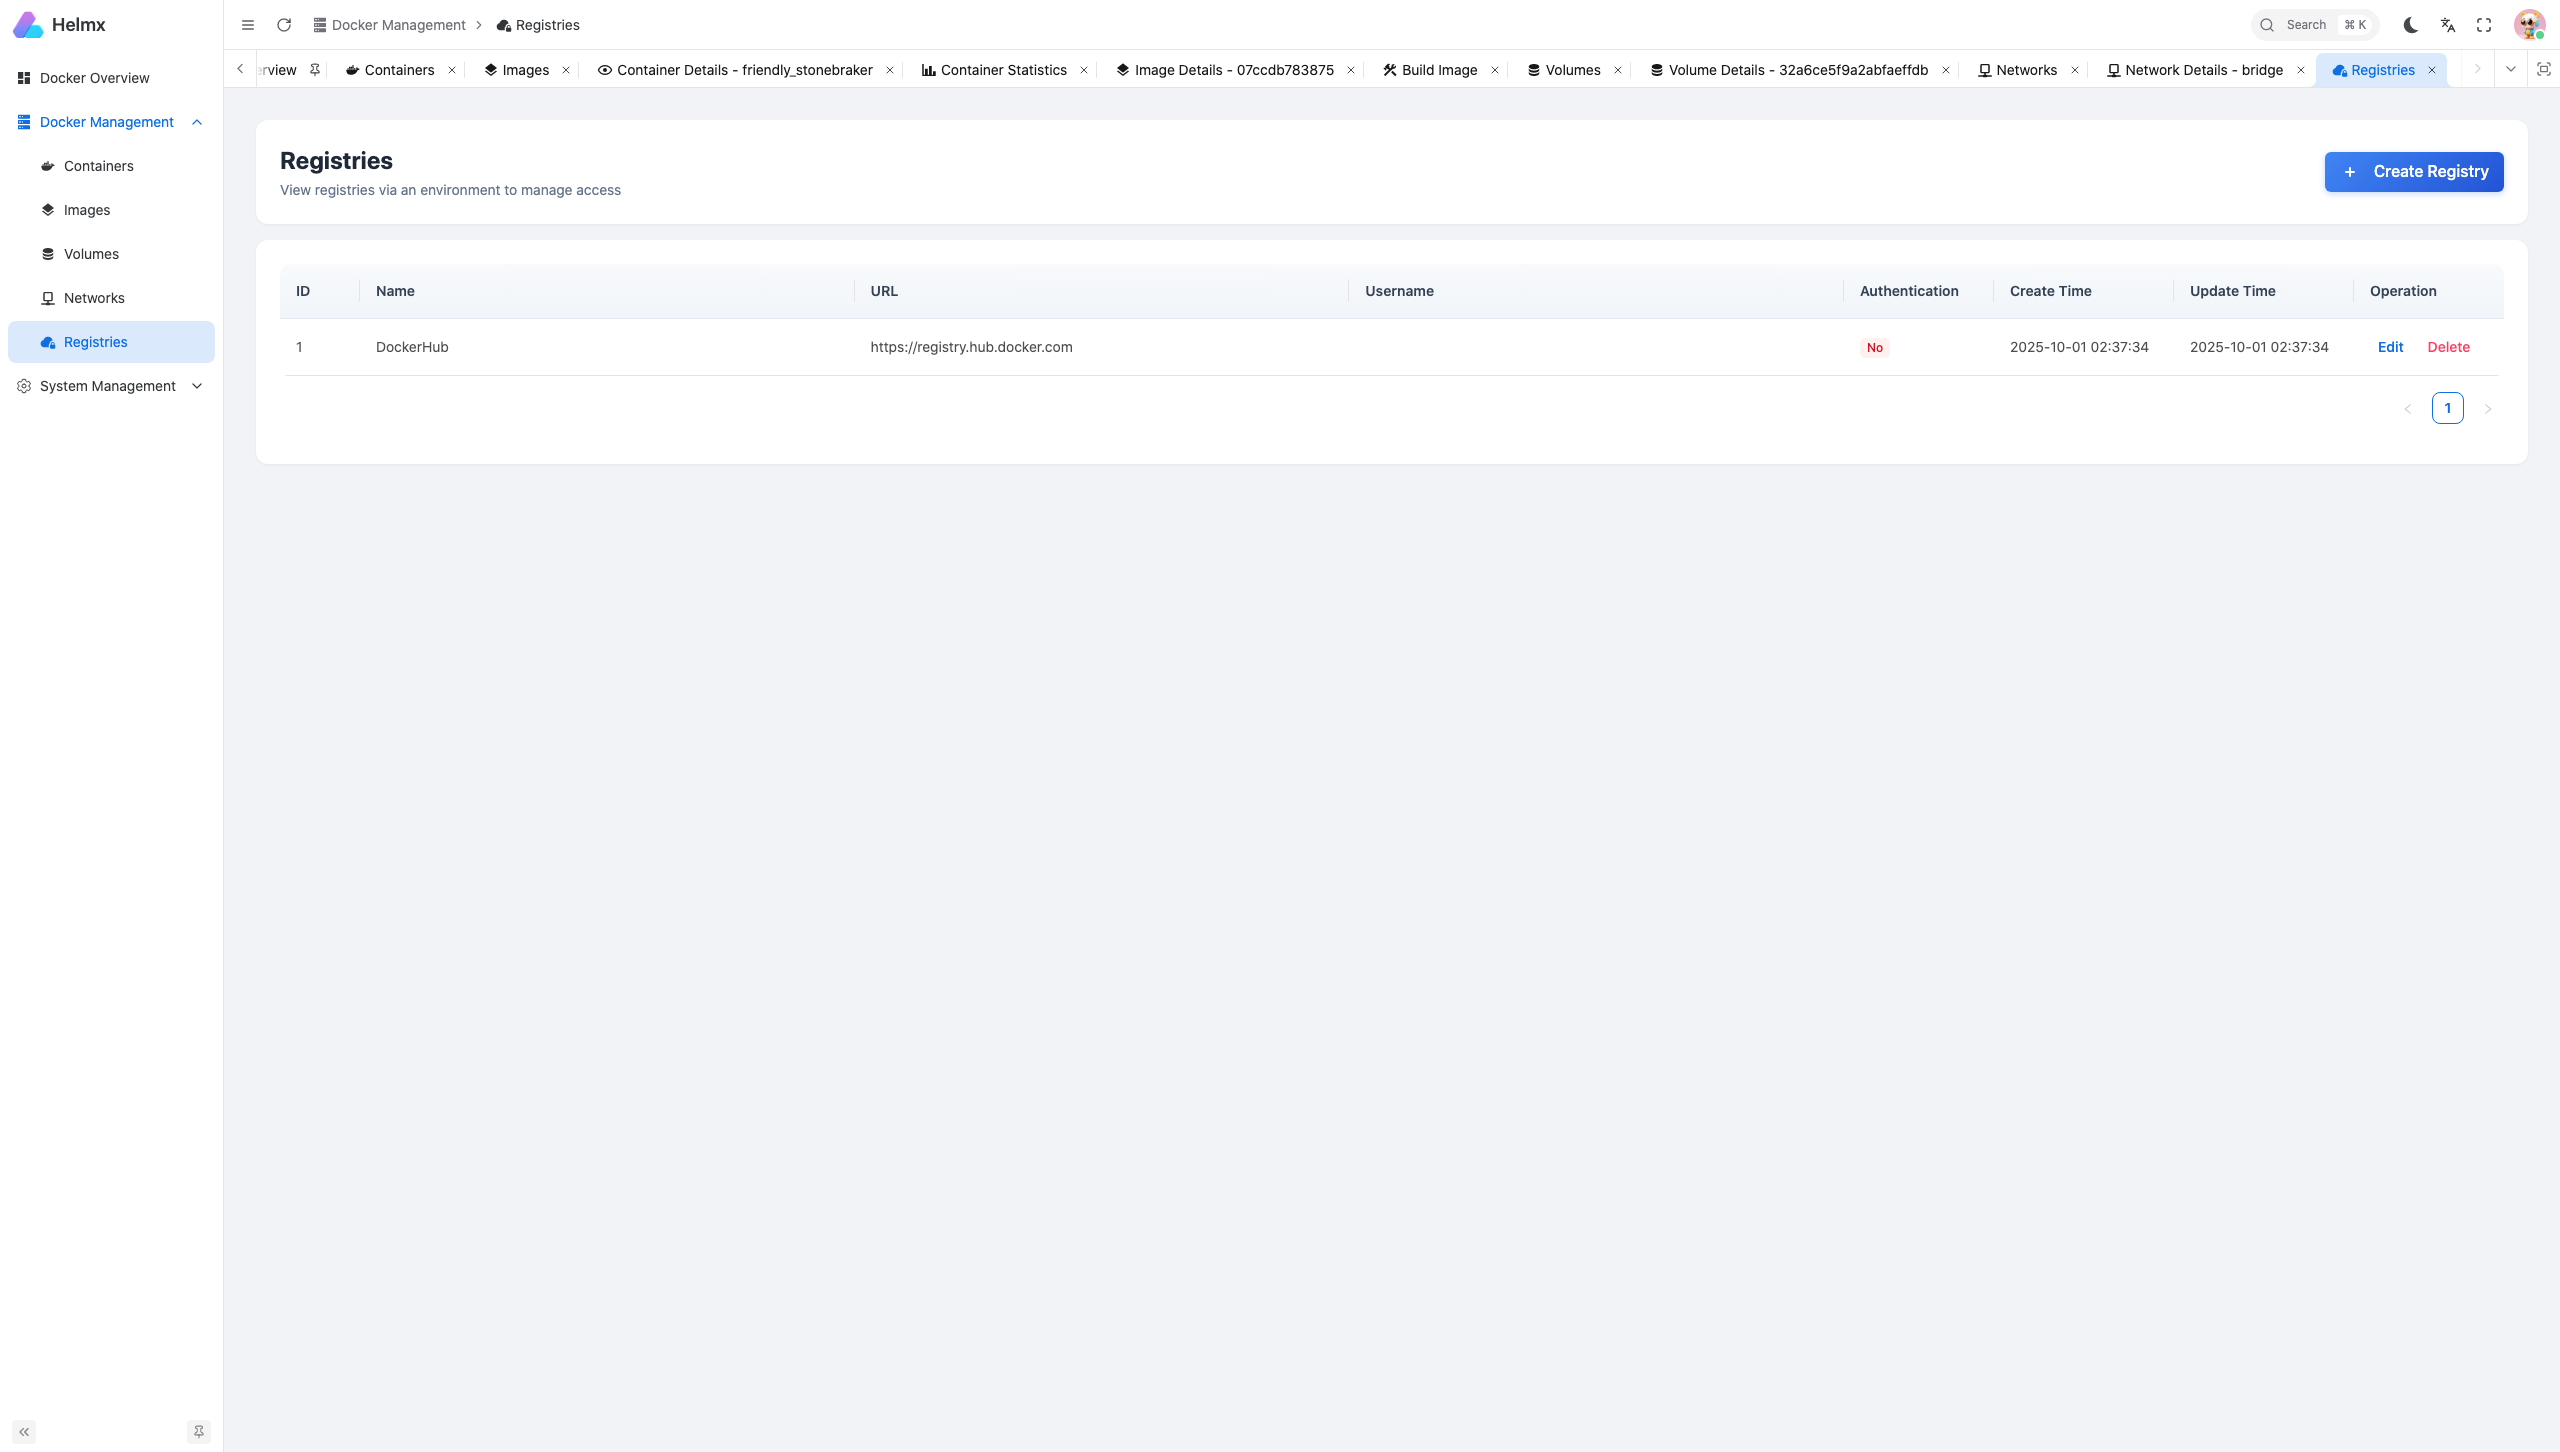 Helmx
Docker Management > Registries
Search ⌘ K
Docker Overview
Docker Management
Containers
Images
Volumes
Networks
Registries
System Management
rview
Containers
Images
Container Details - friendly_stonebraker
Container Statistics
Image Details - 07ccdb783875
Build Image
Volumes
Volume Details - 32a6ce5f9a2abfaeffdb
Networks
Network Details - bridge
Registries
Registries
View registries via an environment to manage access
+ Create Registry
ID Name URL Username Authentication Create Time Update Time Operation
1 DockerHub https://registry.hub.docker.com No 2025-10-01 02:37:34 2025-10-01 02:37:34 Edit Delete
1